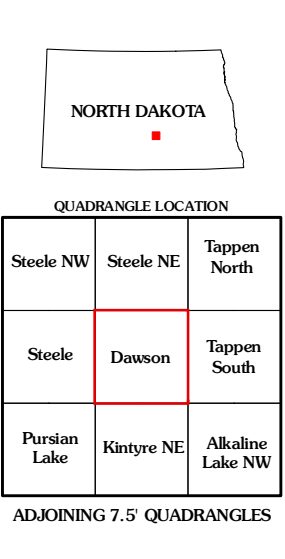 NORTH DAKOTA
QUADRANGLE LOCATION
Steele NW
Steele NE
Tappen
North
Steele
Dawson
Tappen
South
Pursian
Lake
Kintyre NE
Alkaline
Lake NW
ADJOINING 7.5' QUADRANGLES